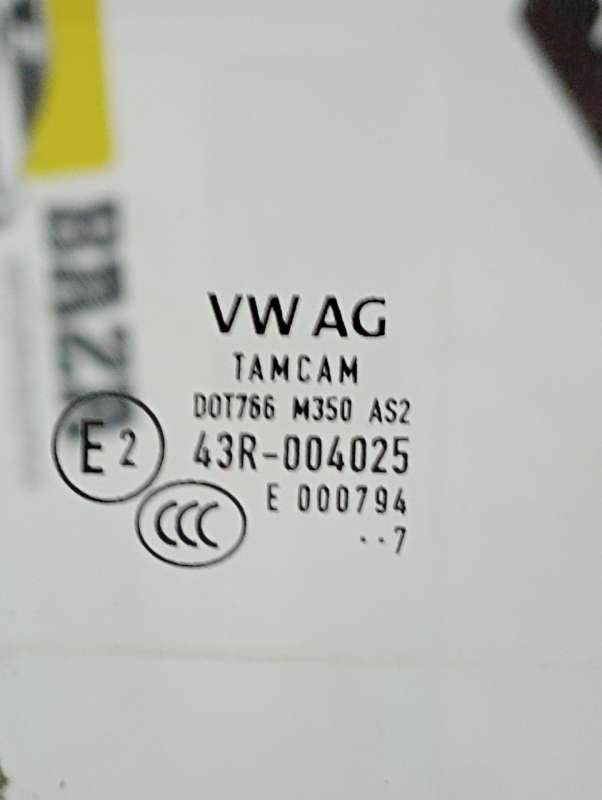 VW AG
TAMCAM
DOT766 M350 AS2
E2
43R-004025
CCC
E 000794
··7